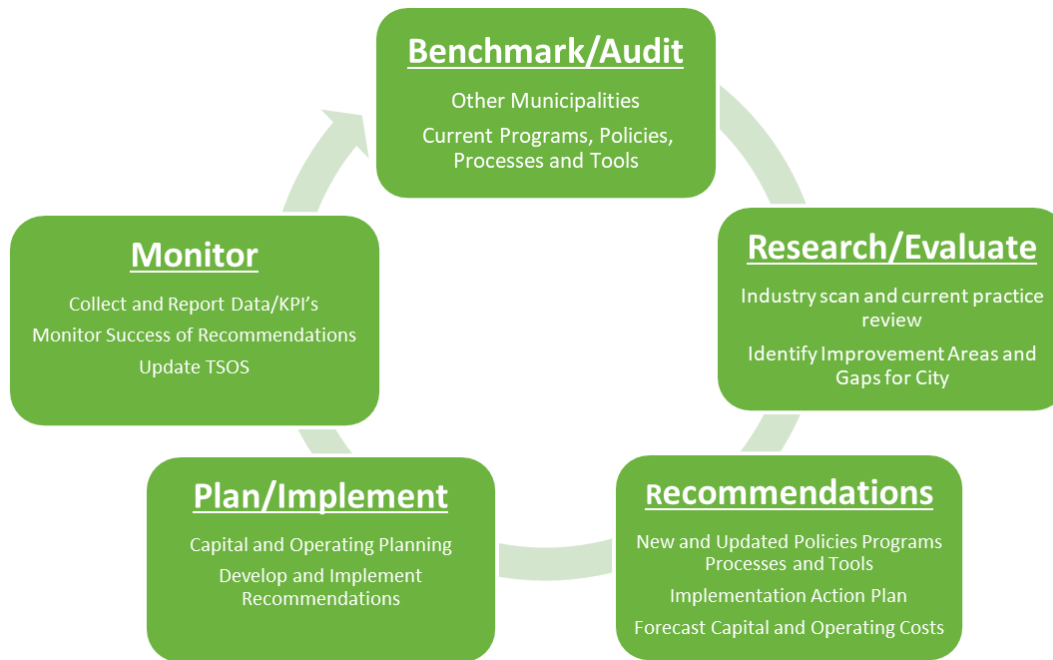 Benchmark/Audit
Other Municipalities
Current Programs, Policies,
Processes and Tools
Research/Evaluate
Industry scan and current practice
review
Identify Improvement Areas and
Gaps for City
Recommendations
New and Updated Policies Programs
Processes and Tools
Implementation Action Plan
Forecast Capital and Operating Costs
Plan/Implement
Capital and Operating Planning
Develop and Implement
Recommendations
Monitor
Collect and Report Data/KPI's
Monitor Success of Recommendations
Update TSOS